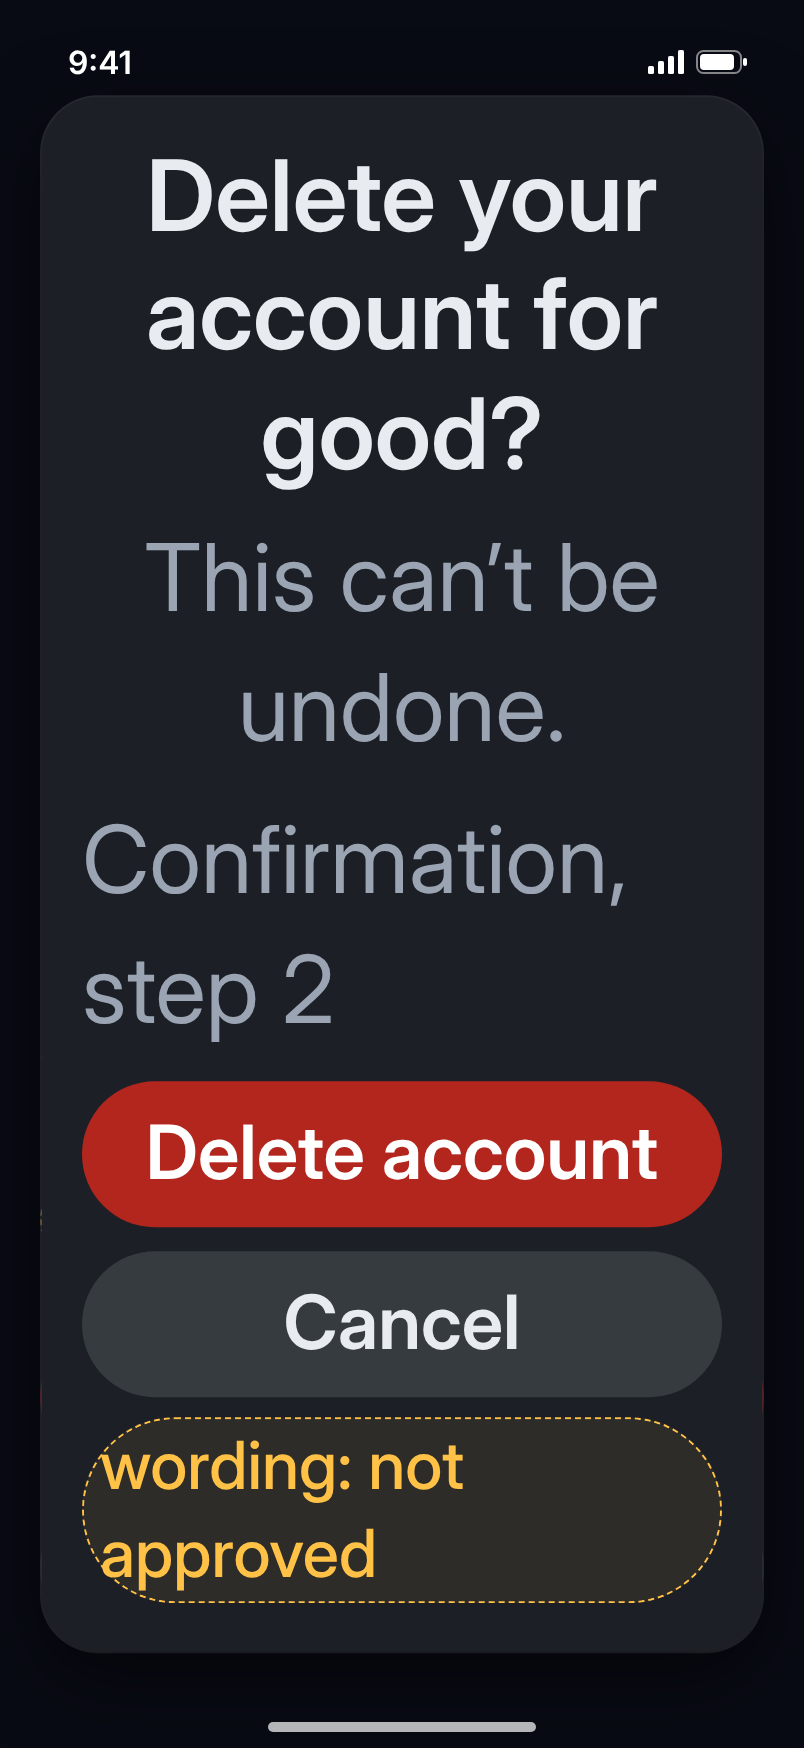 9:41
Delete your
account for
good?
This can’t be
undone.
Confirmation,
step 2
Delete account
Cancel
wording: not
approved